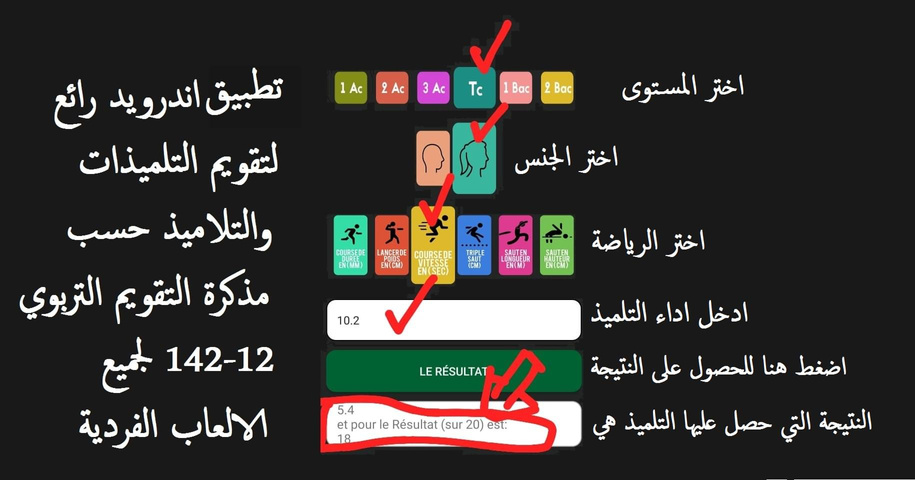 تطبيق اندرويد رائع
لتقويم التلميذات
والتلاميذ حسب
مذكرة التقويم التربوي
142-12 لجميع
الالعاب الفردية
1 Ac
2 Ac
3 Ac
Tc
1 Bac
2 Bac
اختر المستوى
اختر الجنس
COURSE DE DUREE EN (MM)
LANCER DE POIDS EN (CM)
COURSE DE VITESSE EN (SEC)
TRIPLE SAUT (CM)
SAUT EN LONGUEUR EN (M)
SAUT EN HAUTEUR EN (CM)
اختر الرياضة
10.2
ادخل اداء التلميذ
LE RÉSULTAT
اضغط هنا للحصول على النتيجة
5.4
et pour le Résultat (sur 20) est:
18
النتيجة التي حصل عليها التلميذ هي